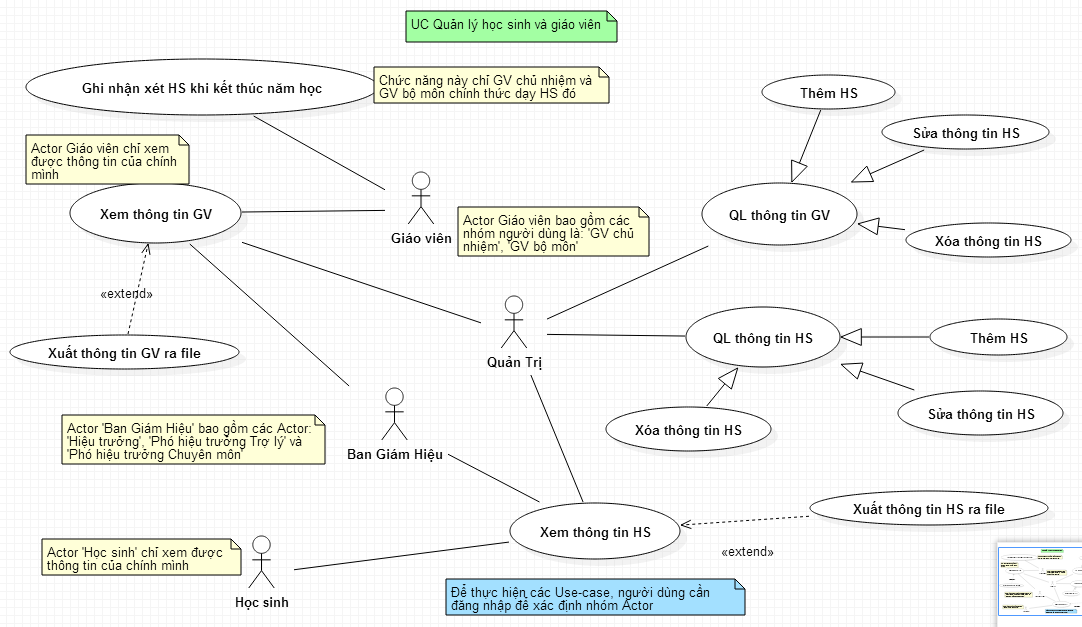 UC Quản lý học sinh và giáo viên
Ghi nhận xét HS khi kết thúc năm học
Chức năng này chỉ GV chủ nhiệm và
GV bộ môn chính thức dạy HS đó
Thêm HS
Sửa thông tin HS
Actor Giáo viên chỉ xem
được thông tin của chính
mình
Xem thông tin GV
Giáo viên
Actor Giáo viên bao gồm các
nhóm người dùng là: 'GV chủ
nhiệm', 'GV bộ môn'
QL thông tin GV
Xóa thông tin HS
«extend»
Xuất thông tin GV ra file
Quản Trị
QL thông tin HS
Thêm HS
Sửa thông tin HS
Xóa thông tin HS
Actor 'Ban Giám Hiệu' bao gồm các Actor:
'Hiệu trưởng', 'Phó hiệu trưởng Trợ lý' và
'Phó hiệu trưởng Chuyên môn'
Ban Giám Hiệu
Xem thông tin HS
Xuất thông tin HS ra file
«extend»
Actor 'Học sinh' chỉ xem được
thông tin của chính mình
Học sinh
Để thực hiện các Use-case, người dùng cần
đăng nhập để xác định nhóm Actor